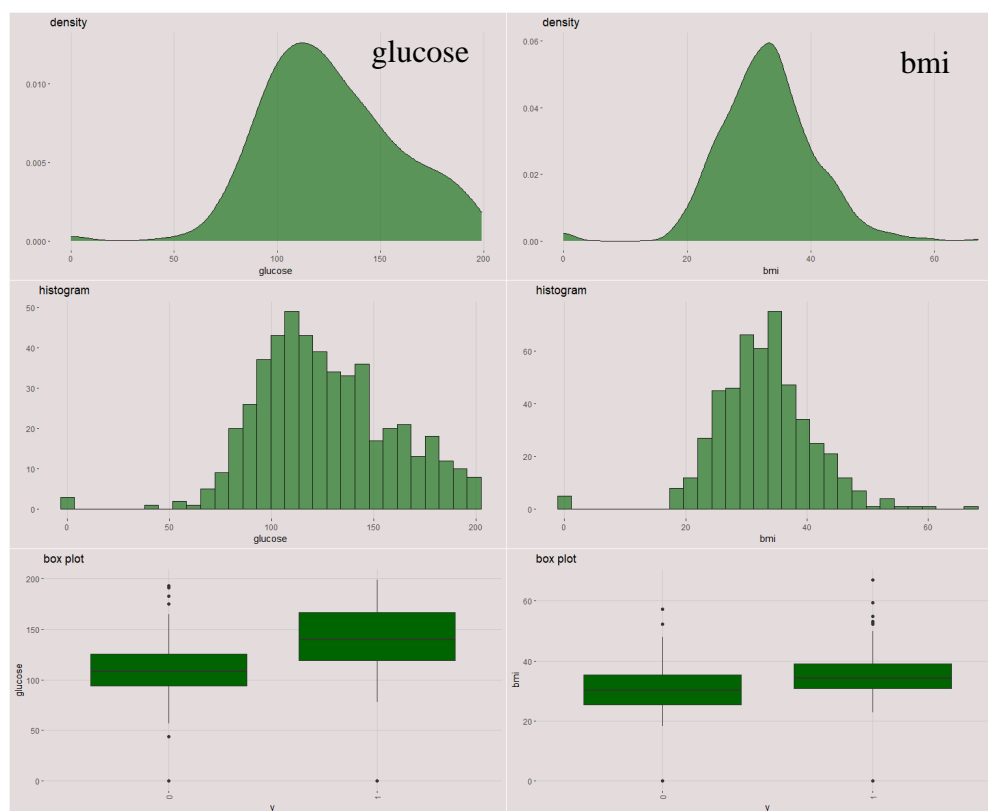 density
glucose
0.010-
0.005-
0.000-
0 50 100 150 200
glucose
density
bmi
0.06-
0.04-
0.02-
0.00-
0 20 40 60
bmi
histogram
50-
40-
30-
20-
10-
0-
0 50 100 150 200
glucose
histogram
60-
40-
20-
0-
0 20 40 60
bmi
box plot
200-
150-
100-
50-
0-
glucose
0 1
y
box plot
60-
40-
20-
0-
bmi
0 1
y